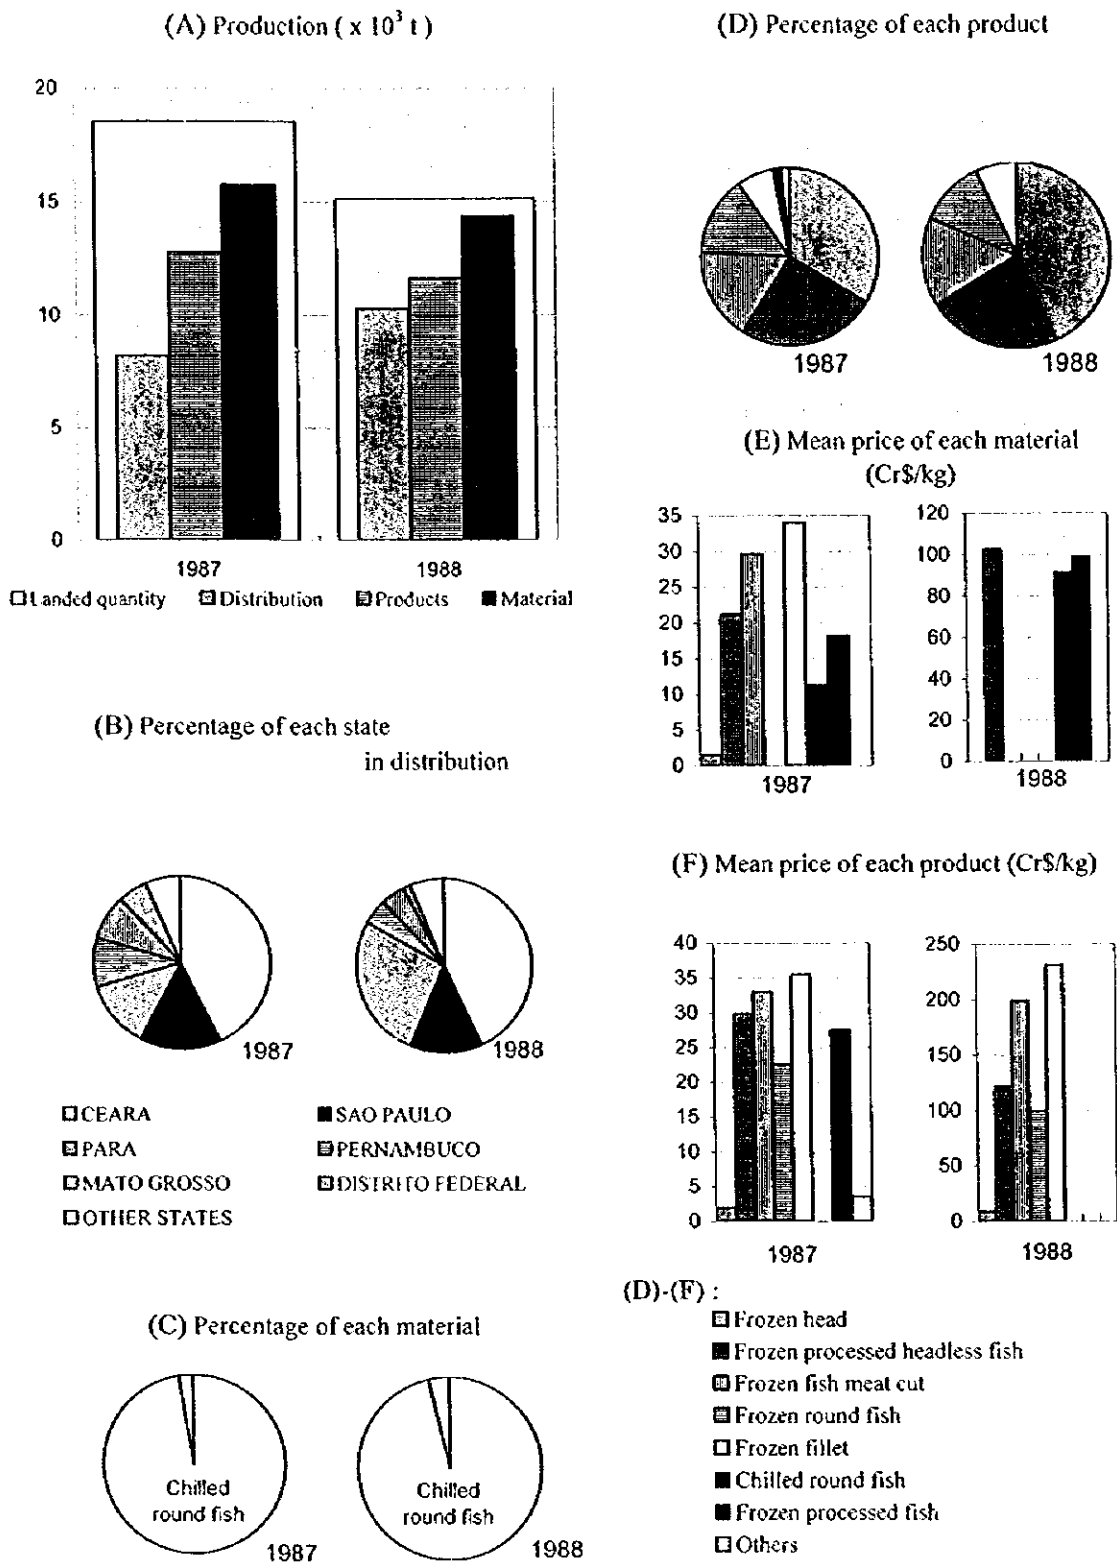 (A) Production ( x 10³ t )
20
15
10
5
0
1987
1988
Landed quantity
Distribution
Products
Material
(B) Percentage of each state
in distribution
1987
1988
CEARA
SAO PAULO
PARA
PERNAMBUCO
MATO GROSSO
DISTRITO FEDERAL
OTHER STATES
(C) Percentage of each material
Chilled
round fish
1987
Chilled
round fish
1988
(D) Percentage of each product
1987
1988
(E) Mean price of each material
(Cr$/kg)
35
30
25
20
15
10
5
0
1987
120
100
80
60
40
20
0
1988
(F) Mean price of each product (Cr$/kg)
40
35
30
25
20
15
10
5
0
1987
250
200
150
100
50
0
1988
(D)-(F) :
Frozen head
Frozen processed headless fish
Frozen fish meat cut
Frozen round fish
Frozen fillet
Chilled round fish
Frozen processed fish
Others